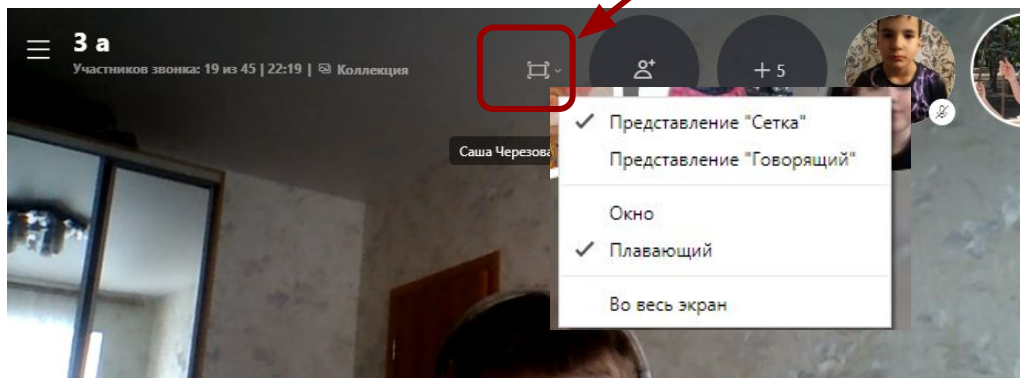 3 а
Участников звонка: 19 из 45 | 22:19 | Коллекция
+ 5
Саша Черезова
Представление "Сетка"
Представление "Говорящий"
Окно
Плавающий
Во весь экран